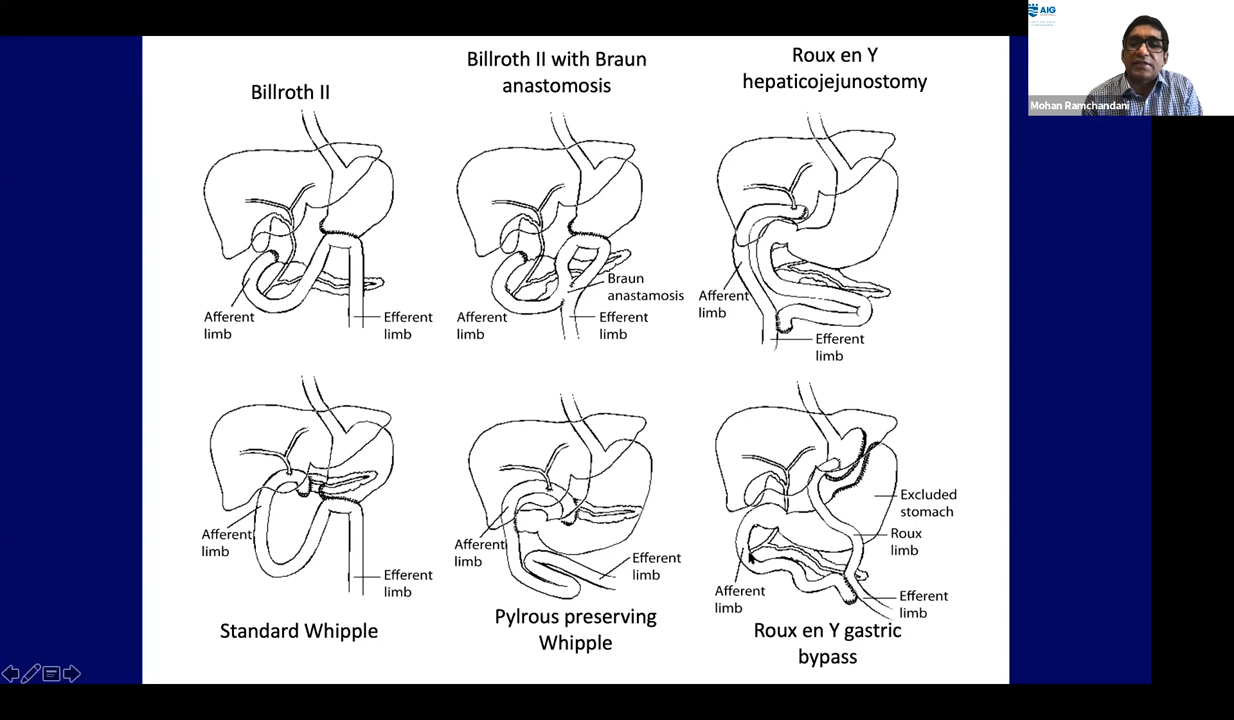 AIG
Mohan Ramchandani
Billroth II
Billroth II with Braun
anastomosis
Roux en Y
hepaticojejunostomy
Afferent
limb
Efferent
limb
Braun
anastamosis
Afferent
limb
Efferent
limb
Afferent
limb
Efferent
limb
Afferent
limb
Efferent
limb
Standard Whipple
Afferent
limb
Efferent
limb
Pylrous preserving
Whipple
Excluded
stomach
Roux
limb
Afferent
limb
Efferent
limb
Roux en Y gastric
bypass